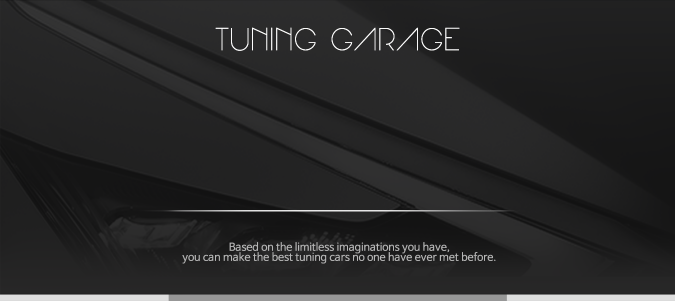 TUNING GARAGE
Based on the limitless imaginations you have,
you can make the best tuning cars no one have ever met before.